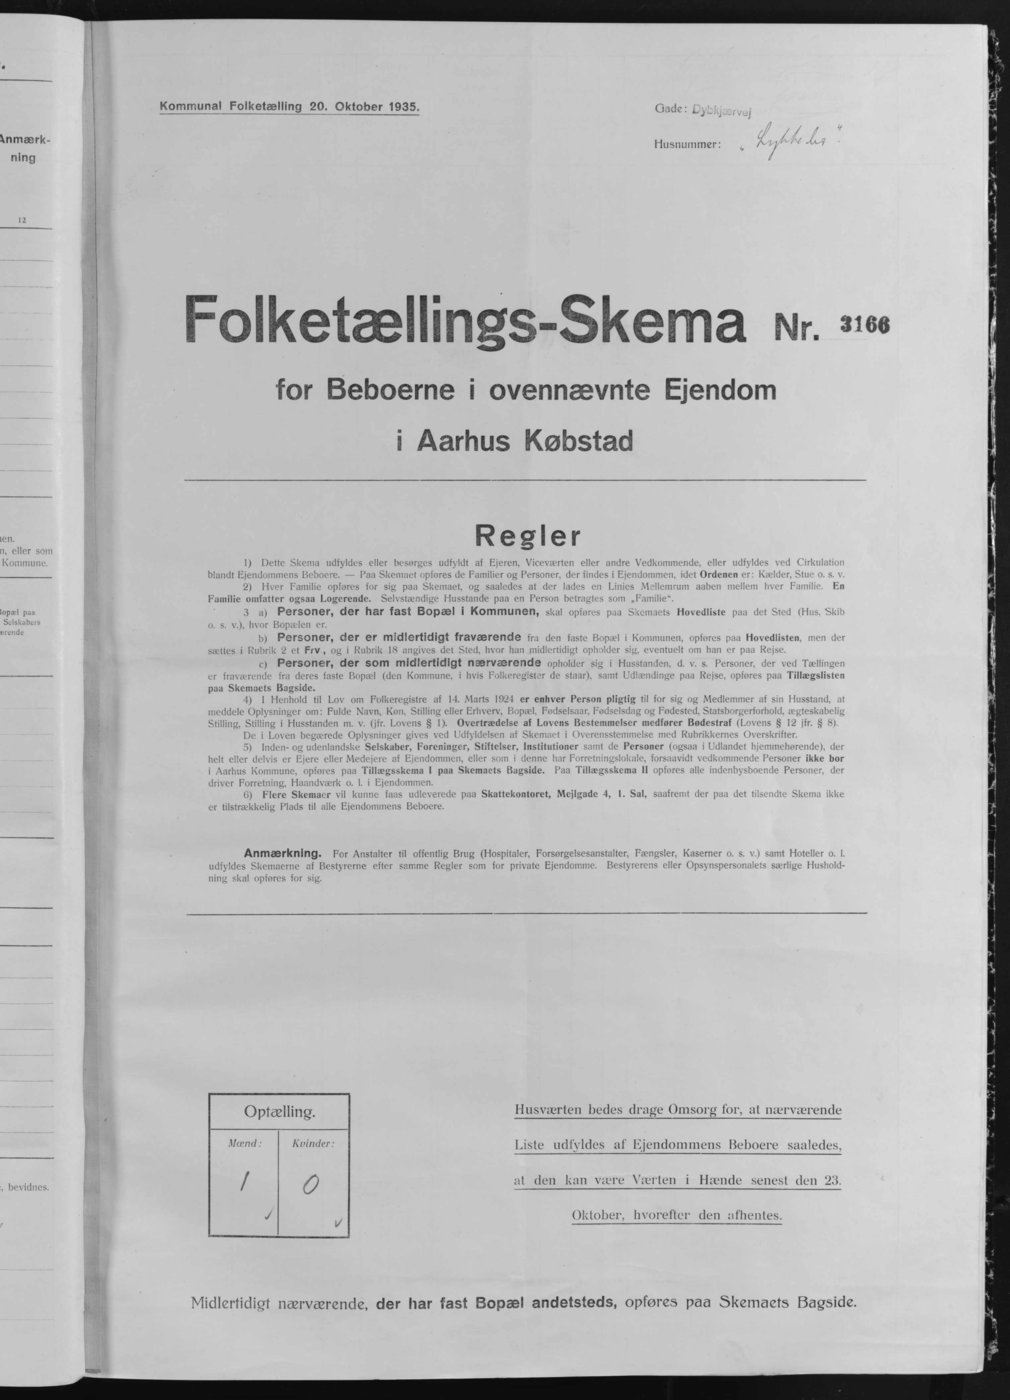 Kommunal Folketælling 20. Oktober 1935.
Gade: Dybkjærvej
Husnummer: „Lykkebo“.
Folketællings-Skema Nr. 3166
for Beboerne i ovennævnte Ejendom
i Aarhus Købstad
Regler
1) Dette Skema udfyldes eller besørges udfyldt af Ejeren, Viceværten eller andre Vedkommende, eller udfyldes ved Cirkulation
blandt Ejendommens Beboere. — Paa Skemaet opføres de Familier og Personer, der findes i Ejendommen, idet Ordenen er: Kælder, Stue o. s. v.
2) Hver Familie opføres for sig paa Skemaet, og saaledes at der lades en Linies Mellemrum aaben mellem hver Familie. En
Familie omfatter ogsaa Logerende. Selvstændige Husstande paa en Person betragtes som „Familie“.
3 a) Personer, der har fast Bopæl i Kommunen, skal opføres paa Skemaets Hovedliste paa det Sted (Hus, Skib
o. s. v.), hvor Bopælen er.
b) Personer, der er midlertidigt fraværende fra den faste Bopæl i Kommunen, opføres paa Hovedlisten, men der
sættes i Rubrik 2 et Frv., og i Rubrik 18 angives det Sted, hvor han midlertidigt opholder sig, eventuelt om han er paa Rejse.
c) Personer, der som midlertidigt nærværende opholder sig i Husstanden, d. v. s. Personer, der ved Tællingen
er fraværende fra deres faste Bopæl (den Kommune, i hvis Folkeregister de staar), samt Udlændinge paa Rejse, opføres paa Tillægslisten
paa Skemaets Bagside.
4) I Henhold til Lov om Folkeregistre af 14. Marts 1924 er enhver Person pligtig til for sig og Medlemmer af sin Husstand, at
meddele Oplysninger om: Fulde Navn, Køn, Stilling eller Erhverv, Bopæl, Fødselsaar, Fødselsdag og Fødested, Statsborgerforhold, ægteskabelig
Stilling, Stilling i Husstanden m. v. (jfr. Lovens § 1). Overtrædelse af Lovens Bestemmelser medfører Bødestraf (Lovens § 12 jfr. § 8).
De i Loven begærede Oplysninger gives ved Udfyldelsen af Skemaet i Overensstemmelse med Rubrikkernes Overskrifter.
5) Inden- og udenlandske Selskaber, Foreninger, Stiftelser, Institutioner samt de Personer (ogsaa i Udlandet hjemmehørende), der
helt eller delvis er Ejere eller Medejere af Ejendommen, eller som i denne har Forretningslokale, forsaavidt vedkommende Personer ikke bor
i Aarhus Kommune, opføres paa Tillægsskema I paa Skemaets Bagside. Paa Tillægsskema II opføres alle indenbysboende Personer, der
driver Forretning, Haandværk o. l. i Ejendommen.
6) Flere Skemaer vil kunne faas udleverede paa Skattekontoret, Mejlgade 4, 1. Sal, saafremt der paa det tilsendte Skema ikke
er tilstrækkelig Plads til alle Ejendommens Beboere.
Anmærkning. For Anstalter til offentlig Brug (Hospitaler, Forsørgelsesanstalter, Fængsler, Kaserner o. s. v.) samt Hoteller o. l.
udfyldes Skemaerne af Bestyrerne efter samme Regler som for private Ejendomme. Bestyrerens eller Opsynspersonalets særlige Hushold-
ning skal opføres for sig.
Optælling.
Mænd: Kvinder:
1 0
Husværten bedes drage Omsorg for, at nærværende
Liste udfyldes af Ejendommens Beboere saaledes,
at den kan være Værten i Hænde senest den 23.
Oktober, hvorefter den afhentes.
Midlertidigt nærværende, der har fast Bopæl andetsteds, opføres paa Skemaets Bagside.
Anmærk-
ning
12
eller som
Kommune.
Bopæl paa
Selskabers
bevidnes.